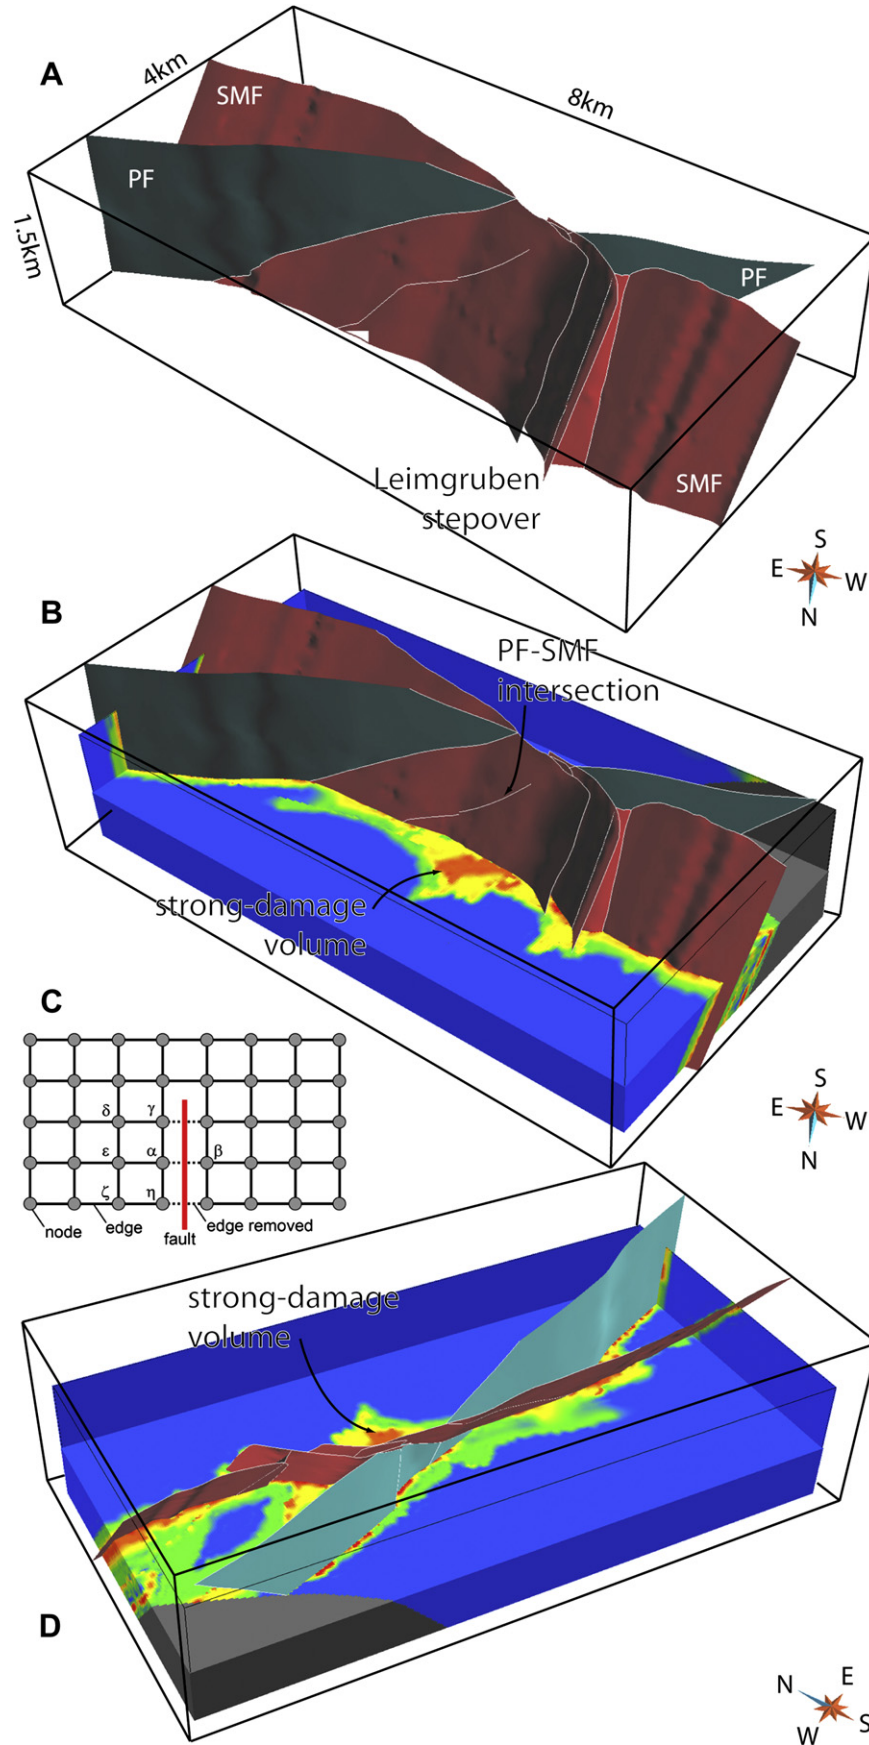 A
4km
8km
SMF
PF
1.5km
PF
SMF
Leimgruben
stepover
S
E
W
N
B
PF-SMF
intersection
strong-damage
volume
S
E
W
N
C
δ
γ
ε
α
β
ζ
η
node
edge
fault
edge removed
strong-damage
volume
D
N
E
W
S